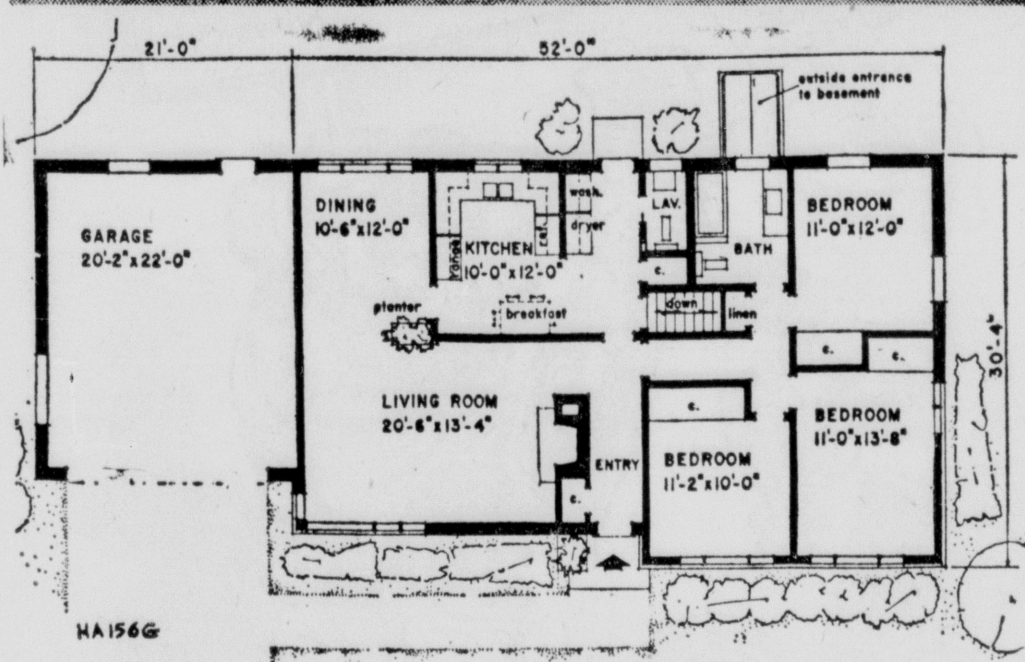 21'-0"
52'-0"
outside entrance
to basement
GARAGE
20'-2"x22'-0"
DINING
10'-6"x12'-0"
range
KITCHEN
10'-0"x12'-0"
ref.
wash.
dryer
LAV.
BATH
BEDROOM
11'-0"x12'-0"
planter
breakfast
c.
down
linen
c.
c.
30'-4"
LIVING ROOM
20'-6"x13'-4"
c.
ENTRY
c.
BEDROOM
11'-2"x10'-0"
BEDROOM
11'-0"x13'-8"
HA156G